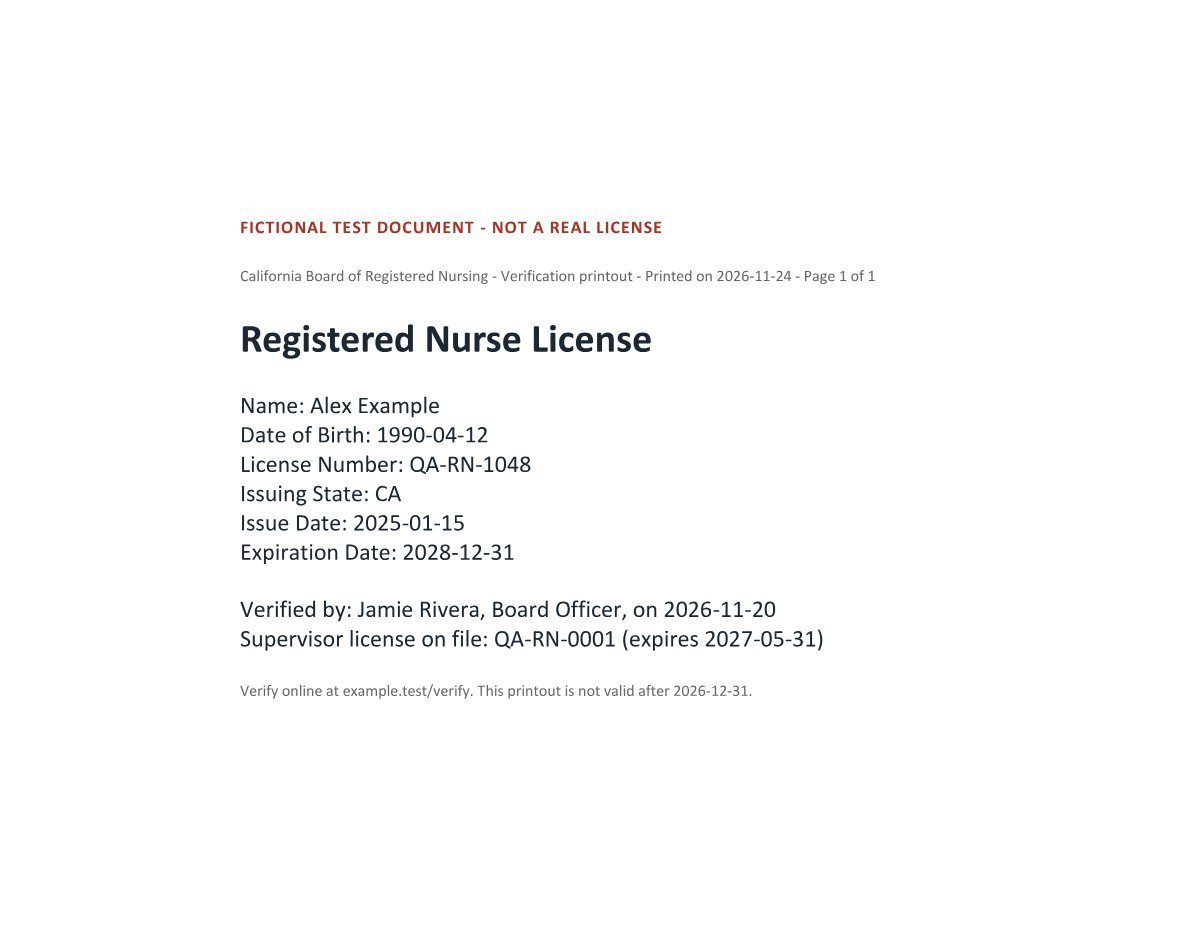 FICTIONAL TEST DOCUMENT - NOT A REAL LICENSE
California Board of Registered Nursing - Verification printout - Printed on 2026-11-24 - Page 1 of 1
Registered Nurse License
Name: Alex Example
Date of Birth: 1990-04-12
License Number: QA-RN-1048
Issuing State: CA
Issue Date: 2025-01-15
Expiration Date: 2028-12-31
Verified by: Jamie Rivera, Board Officer, on 2026-11-20
Supervisor license on file: QA-RN-0001 (expires 2027-05-31)
Verify online at example.test/verify. This printout is not valid after 2026-12-31.